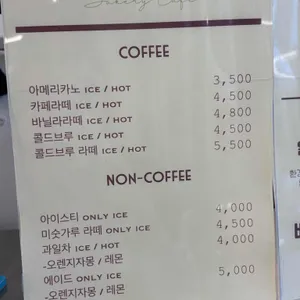 Bakery Cafe
COFFEE
아메리카노 ICE / HOT 3,500
카페라떼 ICE / HOT 4,500
바닐라라떼 ICE / HOT 4,800
콜드브루 ICE / HOT 4,500
콜드브루 라떼 ICE / HOT 5,500
NON-COFFEE
아이스티 ONLY ICE 4,000
미숫가루 라떼 ONLY ICE 4,500
과일차 ICE / HOT 4,000
-오렌지자몽 / 레몬
에이드 ONLY ICE 5,000
-오렌지자몽 / 레몬